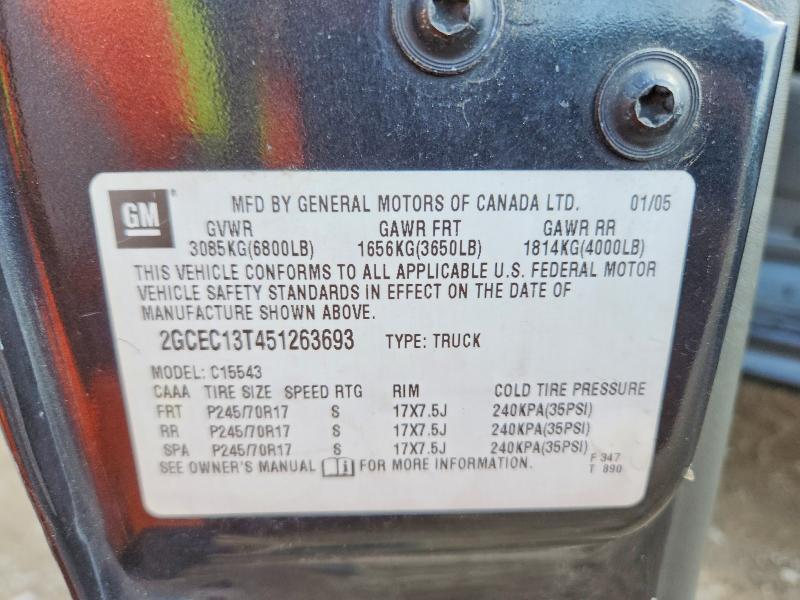 GM ® MFD BY GENERAL MOTORS OF CANADA LTD. 01/05
GVWR GAWR FRT GAWR RR
3085KG(6800LB) 1656KG(3650LB) 1814KG(4000LB)
THIS VEHICLE CONFORMS TO ALL APPLICABLE U.S. FEDERAL MOTOR
VEHICLE SAFETY STANDARDS IN EFFECT ON THE DATE OF
MANUFACTURE SHOWN ABOVE.
2GCEC13T451263693 TYPE: TRUCK
MODEL: C15543
CAAA TIRE SIZE SPEED RTG RIM COLD TIRE PRESSURE
FRT P245/70R17 S 17X7.5J 240KPA(35PSI)
RR P245/70R17 S 17X7.5J 240KPA(35PSI)
SPA P245/70R17 S 17X7.5J 240KPA(35PSI)
SEE OWNER'S MANUAL FOR MORE INFORMATION.
F 347
T 890